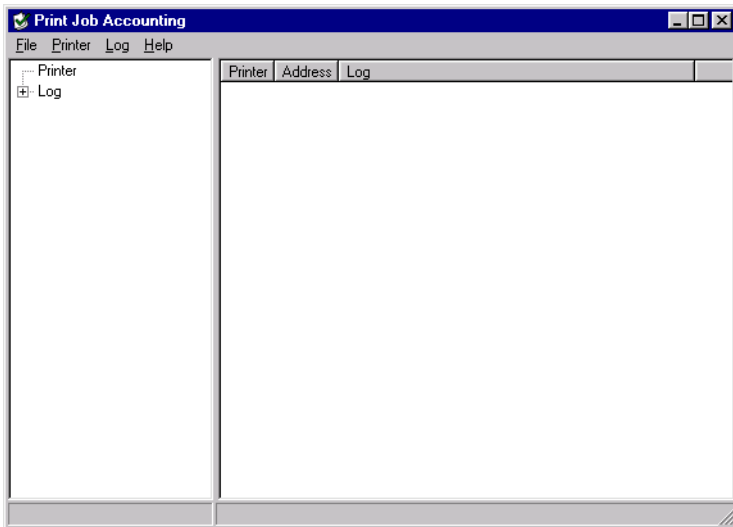 Print Job Accounting
File Printer Log Help
Printer
Log
Printer Address Log